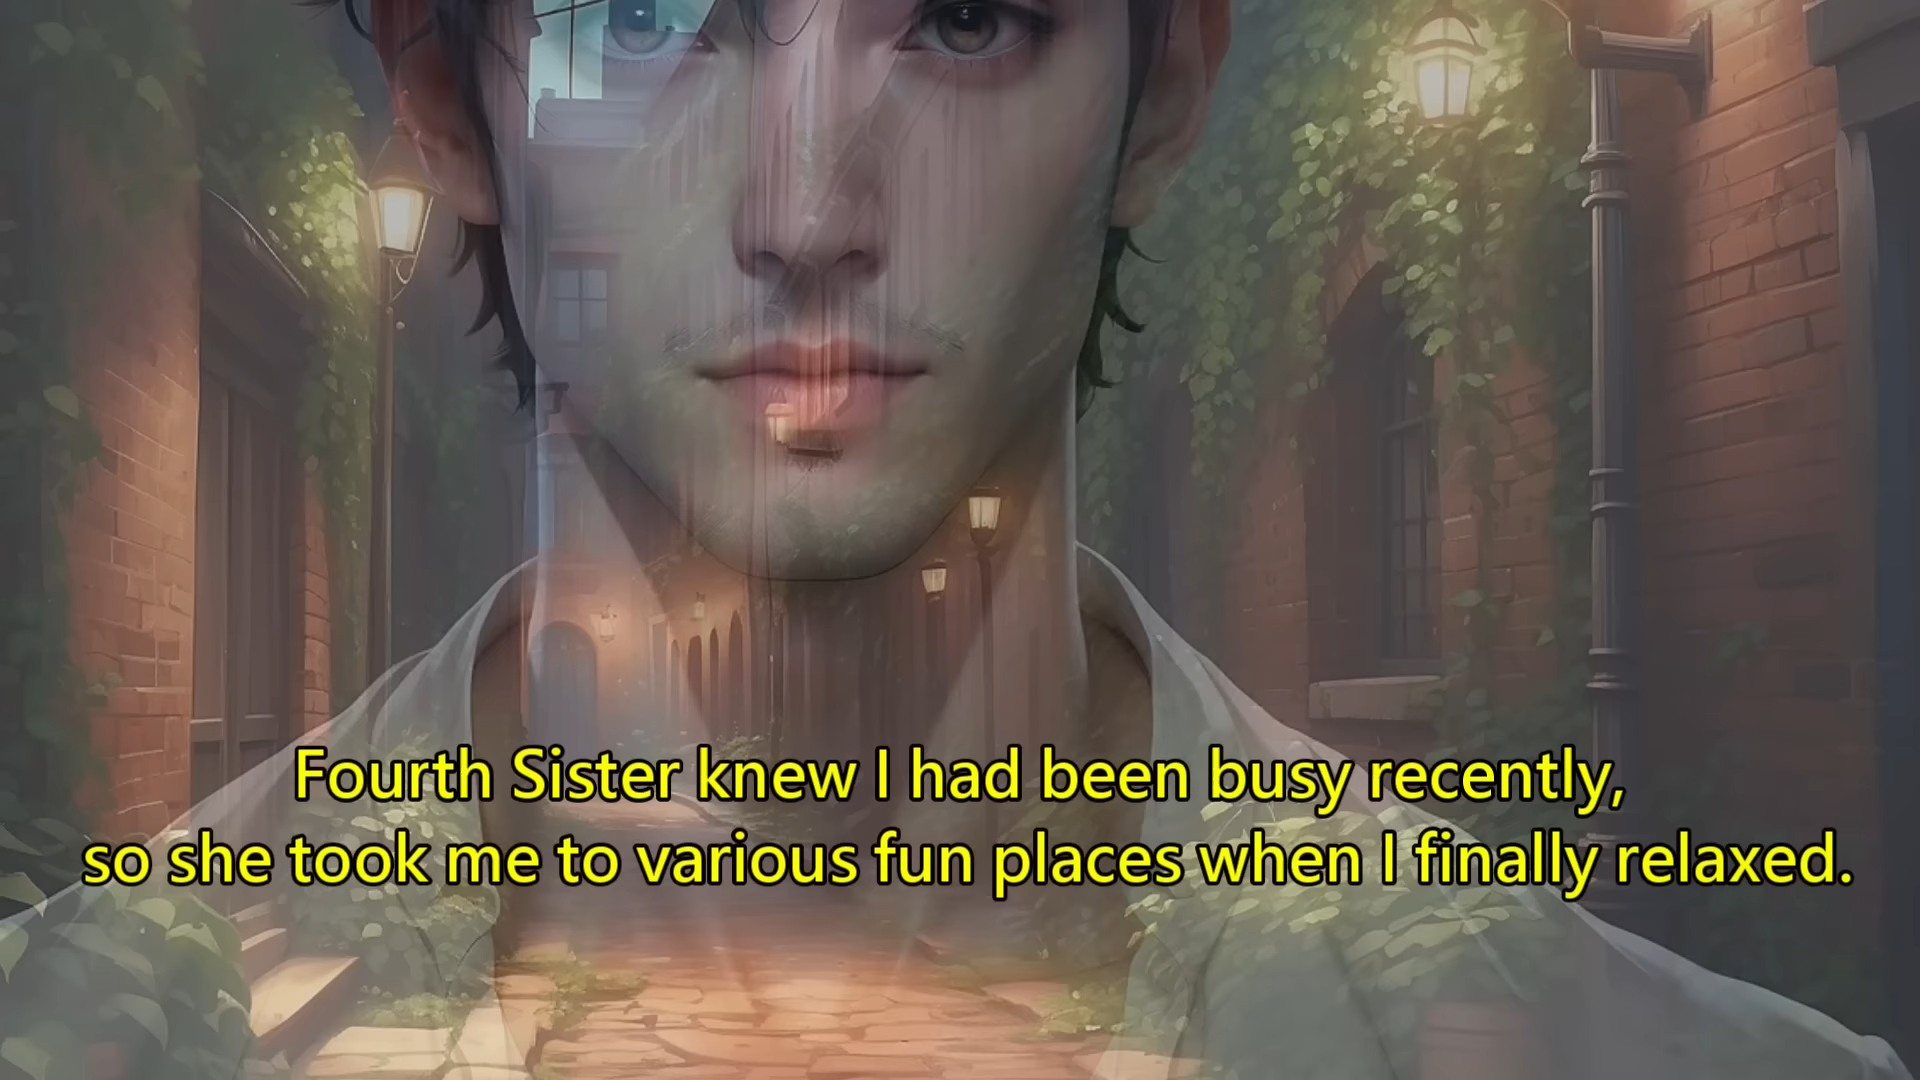 Fourth Sister knew I had been busy recently,
so she took me to various fun places when I finally relaxed.